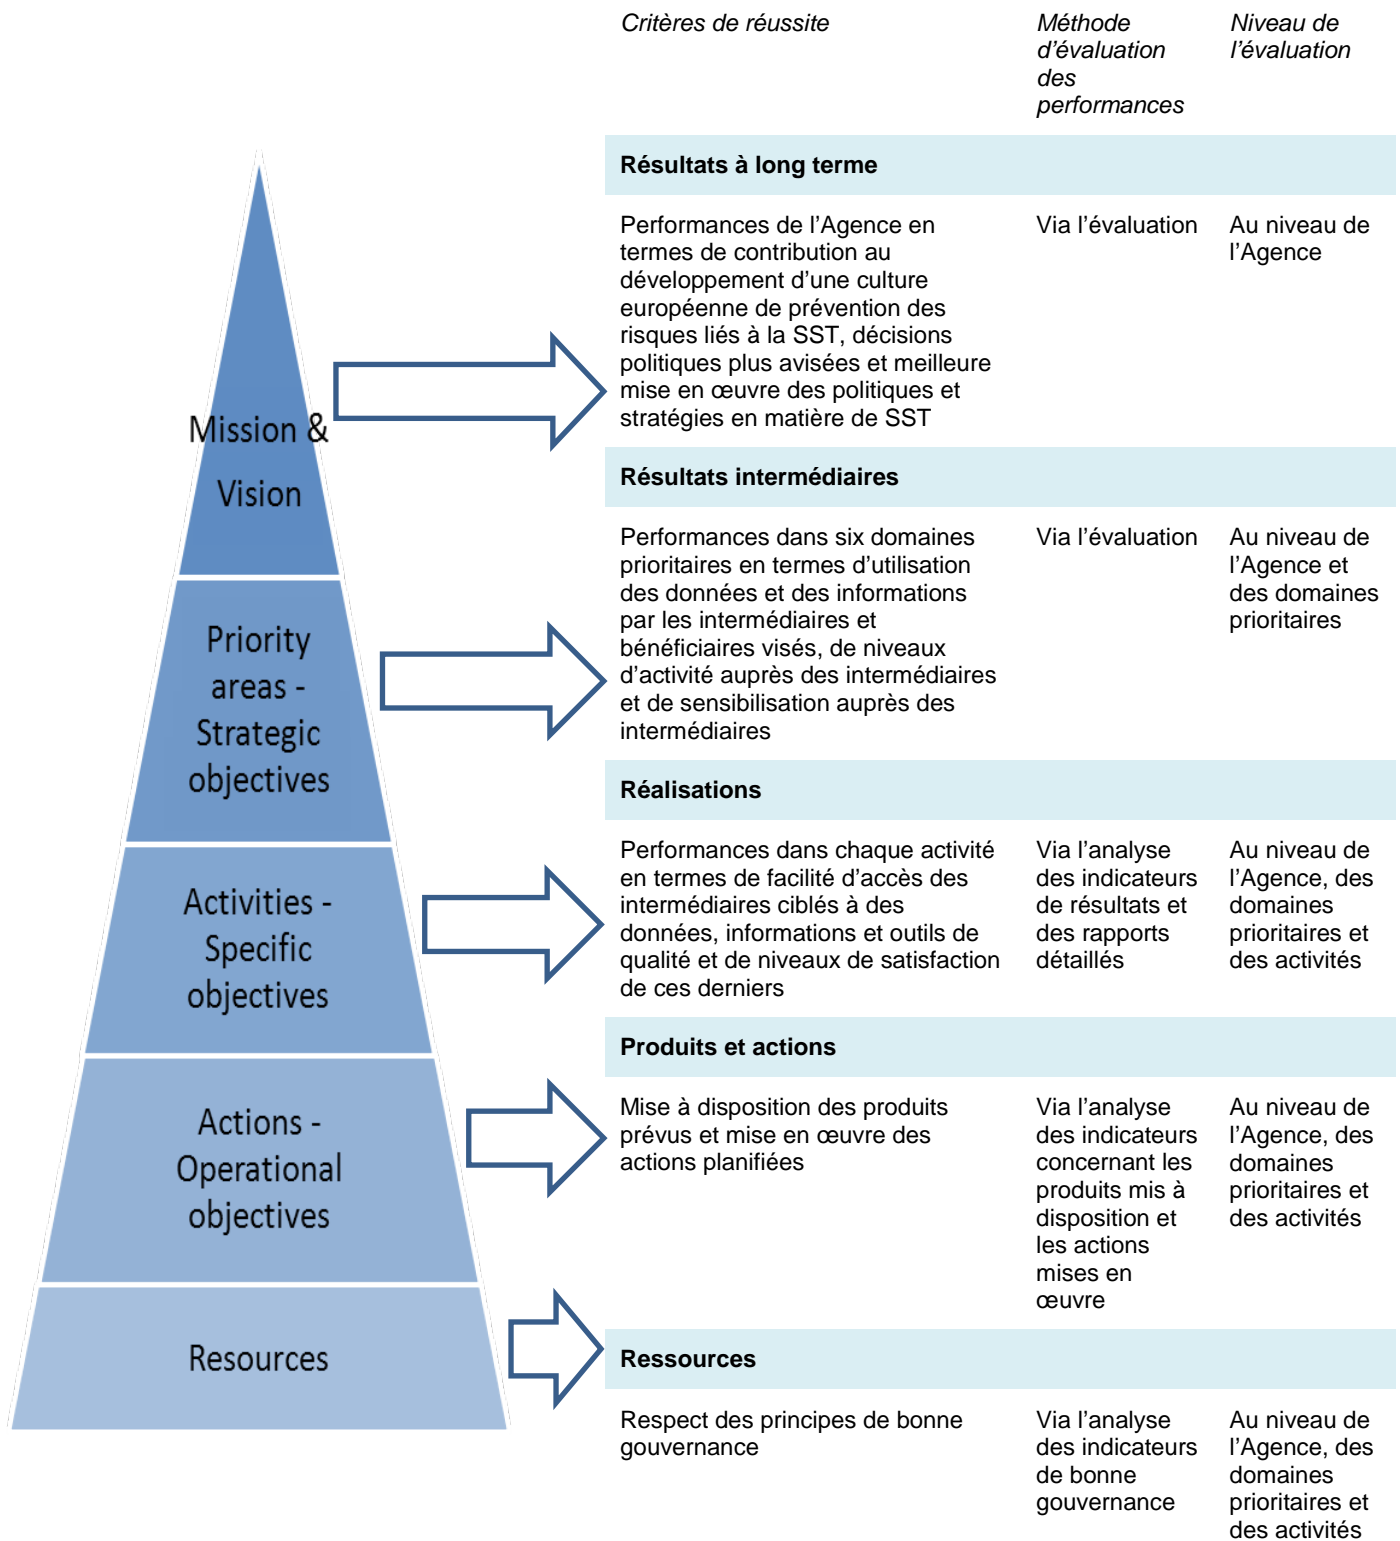 Critères de réussite
Méthode
d’évaluation
des
performances
Niveau de
l’évaluation
Résultats à long terme
Performances de l’Agence en
termes de contribution au
développement d’une culture
européenne de prévention des
risques liés à la SST, décisions
politiques plus avisées et meilleure
mise en œuvre des politiques et
stratégies en matière de SST
Via l’évaluation
Au niveau de
l’Agence
Mission &
Vision
Résultats intermédiaires
Performances dans six domaines
prioritaires en termes d’utilisation
des données et des informations
par les intermédiaires et
bénéficiaires visés, de niveaux
d’activité auprès des intermédiaires
et de sensibilisation auprès des
intermédiaires
Via l’évaluation
Au niveau de
l’Agence et
des domaines
prioritaires
Priority
areas -
Strategic
objectives
Réalisations
Performances dans chaque activité
en termes de facilité d’accès des
intermédiaires ciblés à des
données, informations et outils de
qualité et de niveaux de satisfaction
de ces derniers
Via l’analyse
des indicateurs
de résultats et
des rapports
détaillés
Au niveau de
l’Agence, des
domaines
prioritaires et
des activités
Activities -
Specific
objectives
Produits et actions
Mise à disposition des produits
prévus et mise en œuvre des
actions planifiées
Via l’analyse
des indicateurs
concernant les
produits mis à
disposition et
les actions
mises en
œuvre
Au niveau de
l’Agence, des
domaines
prioritaires et
des activités
Actions -
Operational
objectives
Resources
Ressources
Respect des principes de bonne
gouvernance
Via l’analyse
des indicateurs
de bonne
gouvernance
Au niveau de
l’Agence, des
domaines
prioritaires et
des activités